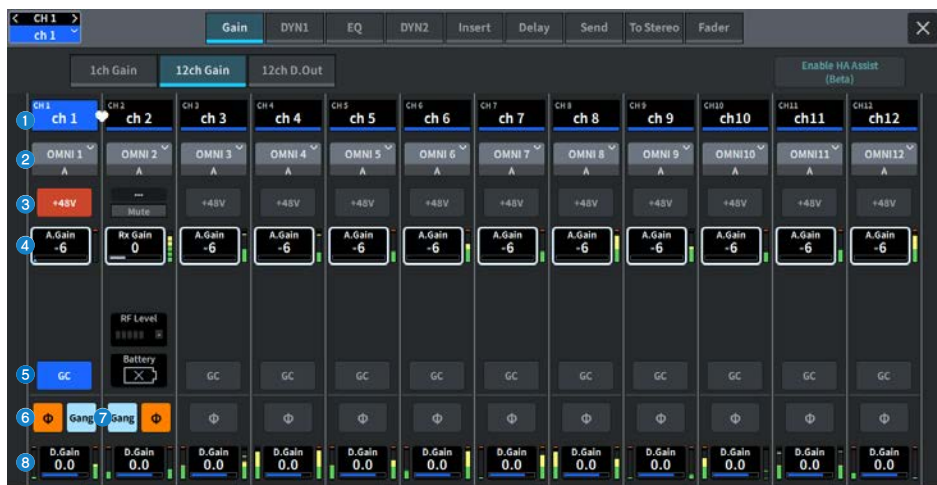 CH 1
ch 1
Gain DYN1 EQ DYN2 Insert Delay Send To Stereo Fader
1ch Gain 12ch Gain 12ch D.Out Enable HA Assist
(Beta)
CH 1 CH 2 CH 3 CH 4 CH 5 CH 6 CH 7 CH 8 CH 9 CH10 CH11 CH12
1 ch 1 ch 2 ch 3 ch 4 ch 5 ch 6 ch 7 ch 8 ch 9 ch10 ch11 ch12
2 OMNI 1 OMNI 2 OMNI 3 OMNI 4 OMNI 5 OMNI 6 OMNI 7 OMNI 8 OMNI 9 OMNI10 OMNI11 OMNI12
A A A A A A A A A A A A
3 +48V --- +48V +48V +48V +48V +48V +48V +48V +48V +48V +48V
Mute
4 A.Gain Rx Gain A.Gain A.Gain A.Gain A.Gain A.Gain A.Gain A.Gain A.Gain A.Gain A.Gain
-6 0 -6 -6 -6 -6 -6 -6 -6 -6 -6 -6
RF Level
Battery
5 GC GC GC GC GC GC GC GC GC GC GC
6 Φ Gang 7 Gang Φ Φ Φ Φ Φ Φ Φ Φ Φ Φ Φ
8 D.Gain D.Gain D.Gain D.Gain D.Gain D.Gain D.Gain D.Gain D.Gain D.Gain D.Gain D.Gain
0.0 0.0 0.0 0.0 0.0 0.0 0.0 0.0 0.0 0.0 0.0 0.0